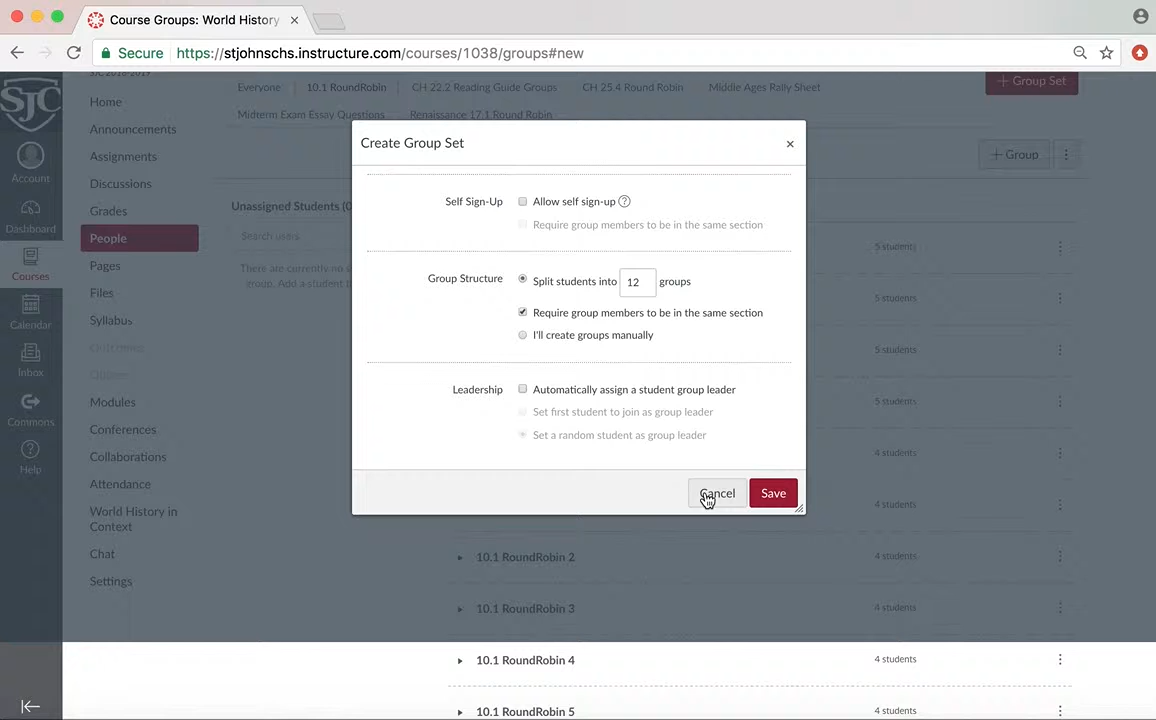 Course Groups: World History
Secure https://stjohnschs.instructure.com/courses/1038/groups#new
SJC 2018-2019
SJC
Account
Dashboard
Courses
Calendar
Inbox
Commons
Help
Home
Announcements
Assignments
Discussions
Grades
People
Pages
Files
Syllabus
Outcomes
Quizzes
Modules
Conferences
Collaborations
Attendance
World History in
Context
Chat
Settings
Everyone 10.1 RoundRobin CH 22.2 Reading Guide Groups CH 25.4 Round Robin Middle Ages Rally Sheet
+ Group Set
Midterm Exam Essay Questions Renaissance 17.1 Round Robin
+ Group
Unassigned Students (0
Search users
There are currently no s
group. Add a student t
Create Group Set
×
Self Sign-Up Allow self sign-up ?
Require group members to be in the same section
Group Structure Split students into 12 groups
Require group members to be in the same section
I'll create groups manually
Leadership Automatically assign a student group leader
Set first student to join as group leader
Set a random student as group leader
Cancel Save
5 students
5 students
5 students
5 students
4 students
4 students
10.1 RoundRobin 2 4 students
10.1 RoundRobin 3 4 students
10.1 RoundRobin 4 4 students
10.1 RoundRobin 5 4 students